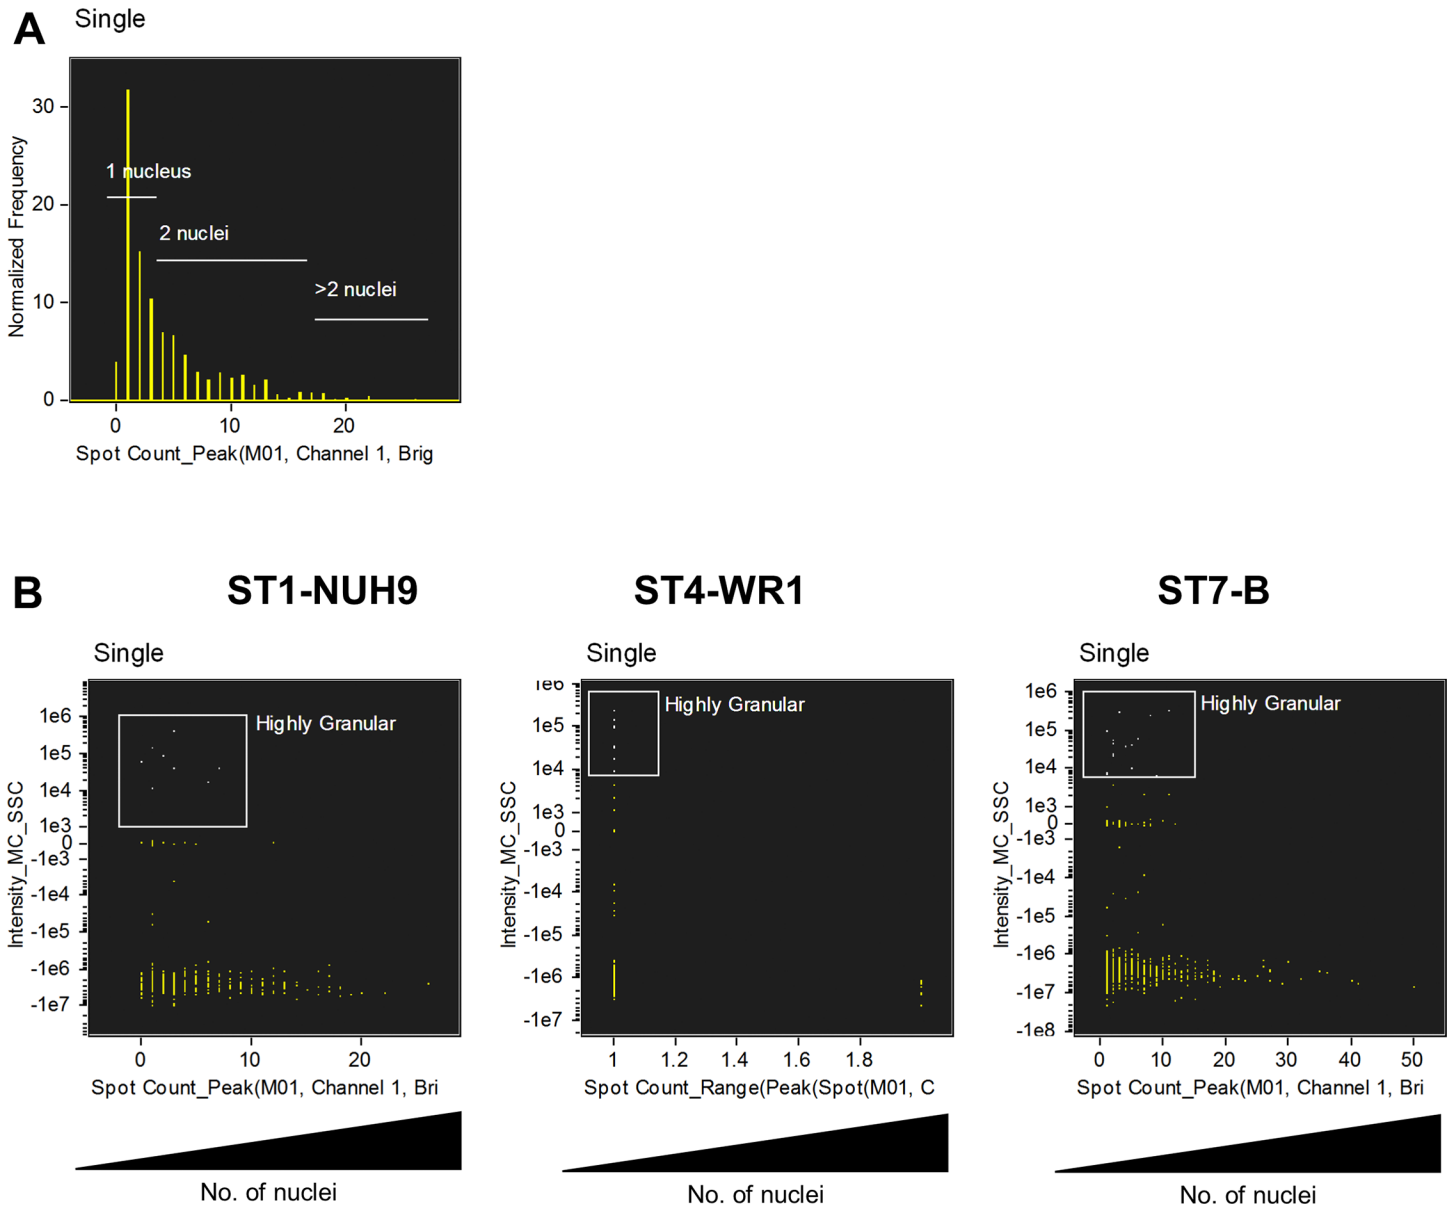 A
Single
Normalized Frequency
30
20
10
0
1 nucleus
2 nuclei
>2 nuclei
0 10 20
Spot Count_Peak(M01, Channel 1, Brig
B
ST1-NUH9
ST4-WR1
ST7-B
Single
Intensity_MC_SSC
1e6
1e5
1e4
1e3
0
-1e3
-1e4
-1e5
-1e6
-1e7
Highly Granular
0 10 20
Spot Count_Peak(M01, Channel 1, Bri
No. of nuclei
Single
Intensity_MC_SSC
1e6
1e5
1e4
1e3
0
-1e3
-1e4
-1e5
-1e6
-1e7
Highly Granular
1 1.2 1.4 1.6 1.8
Spot Count_Range(Peak(Spot(M01, C
No. of nuclei
Single
Intensity_MC_SSC
1e6
1e5
1e4
1e3
0
-1e3
-1e4
-1e5
-1e6
-1e7
-1e8
Highly Granular
0 10 20 30 40 50
Spot Count_Peak(M01, Channel 1, Bri
No. of nuclei